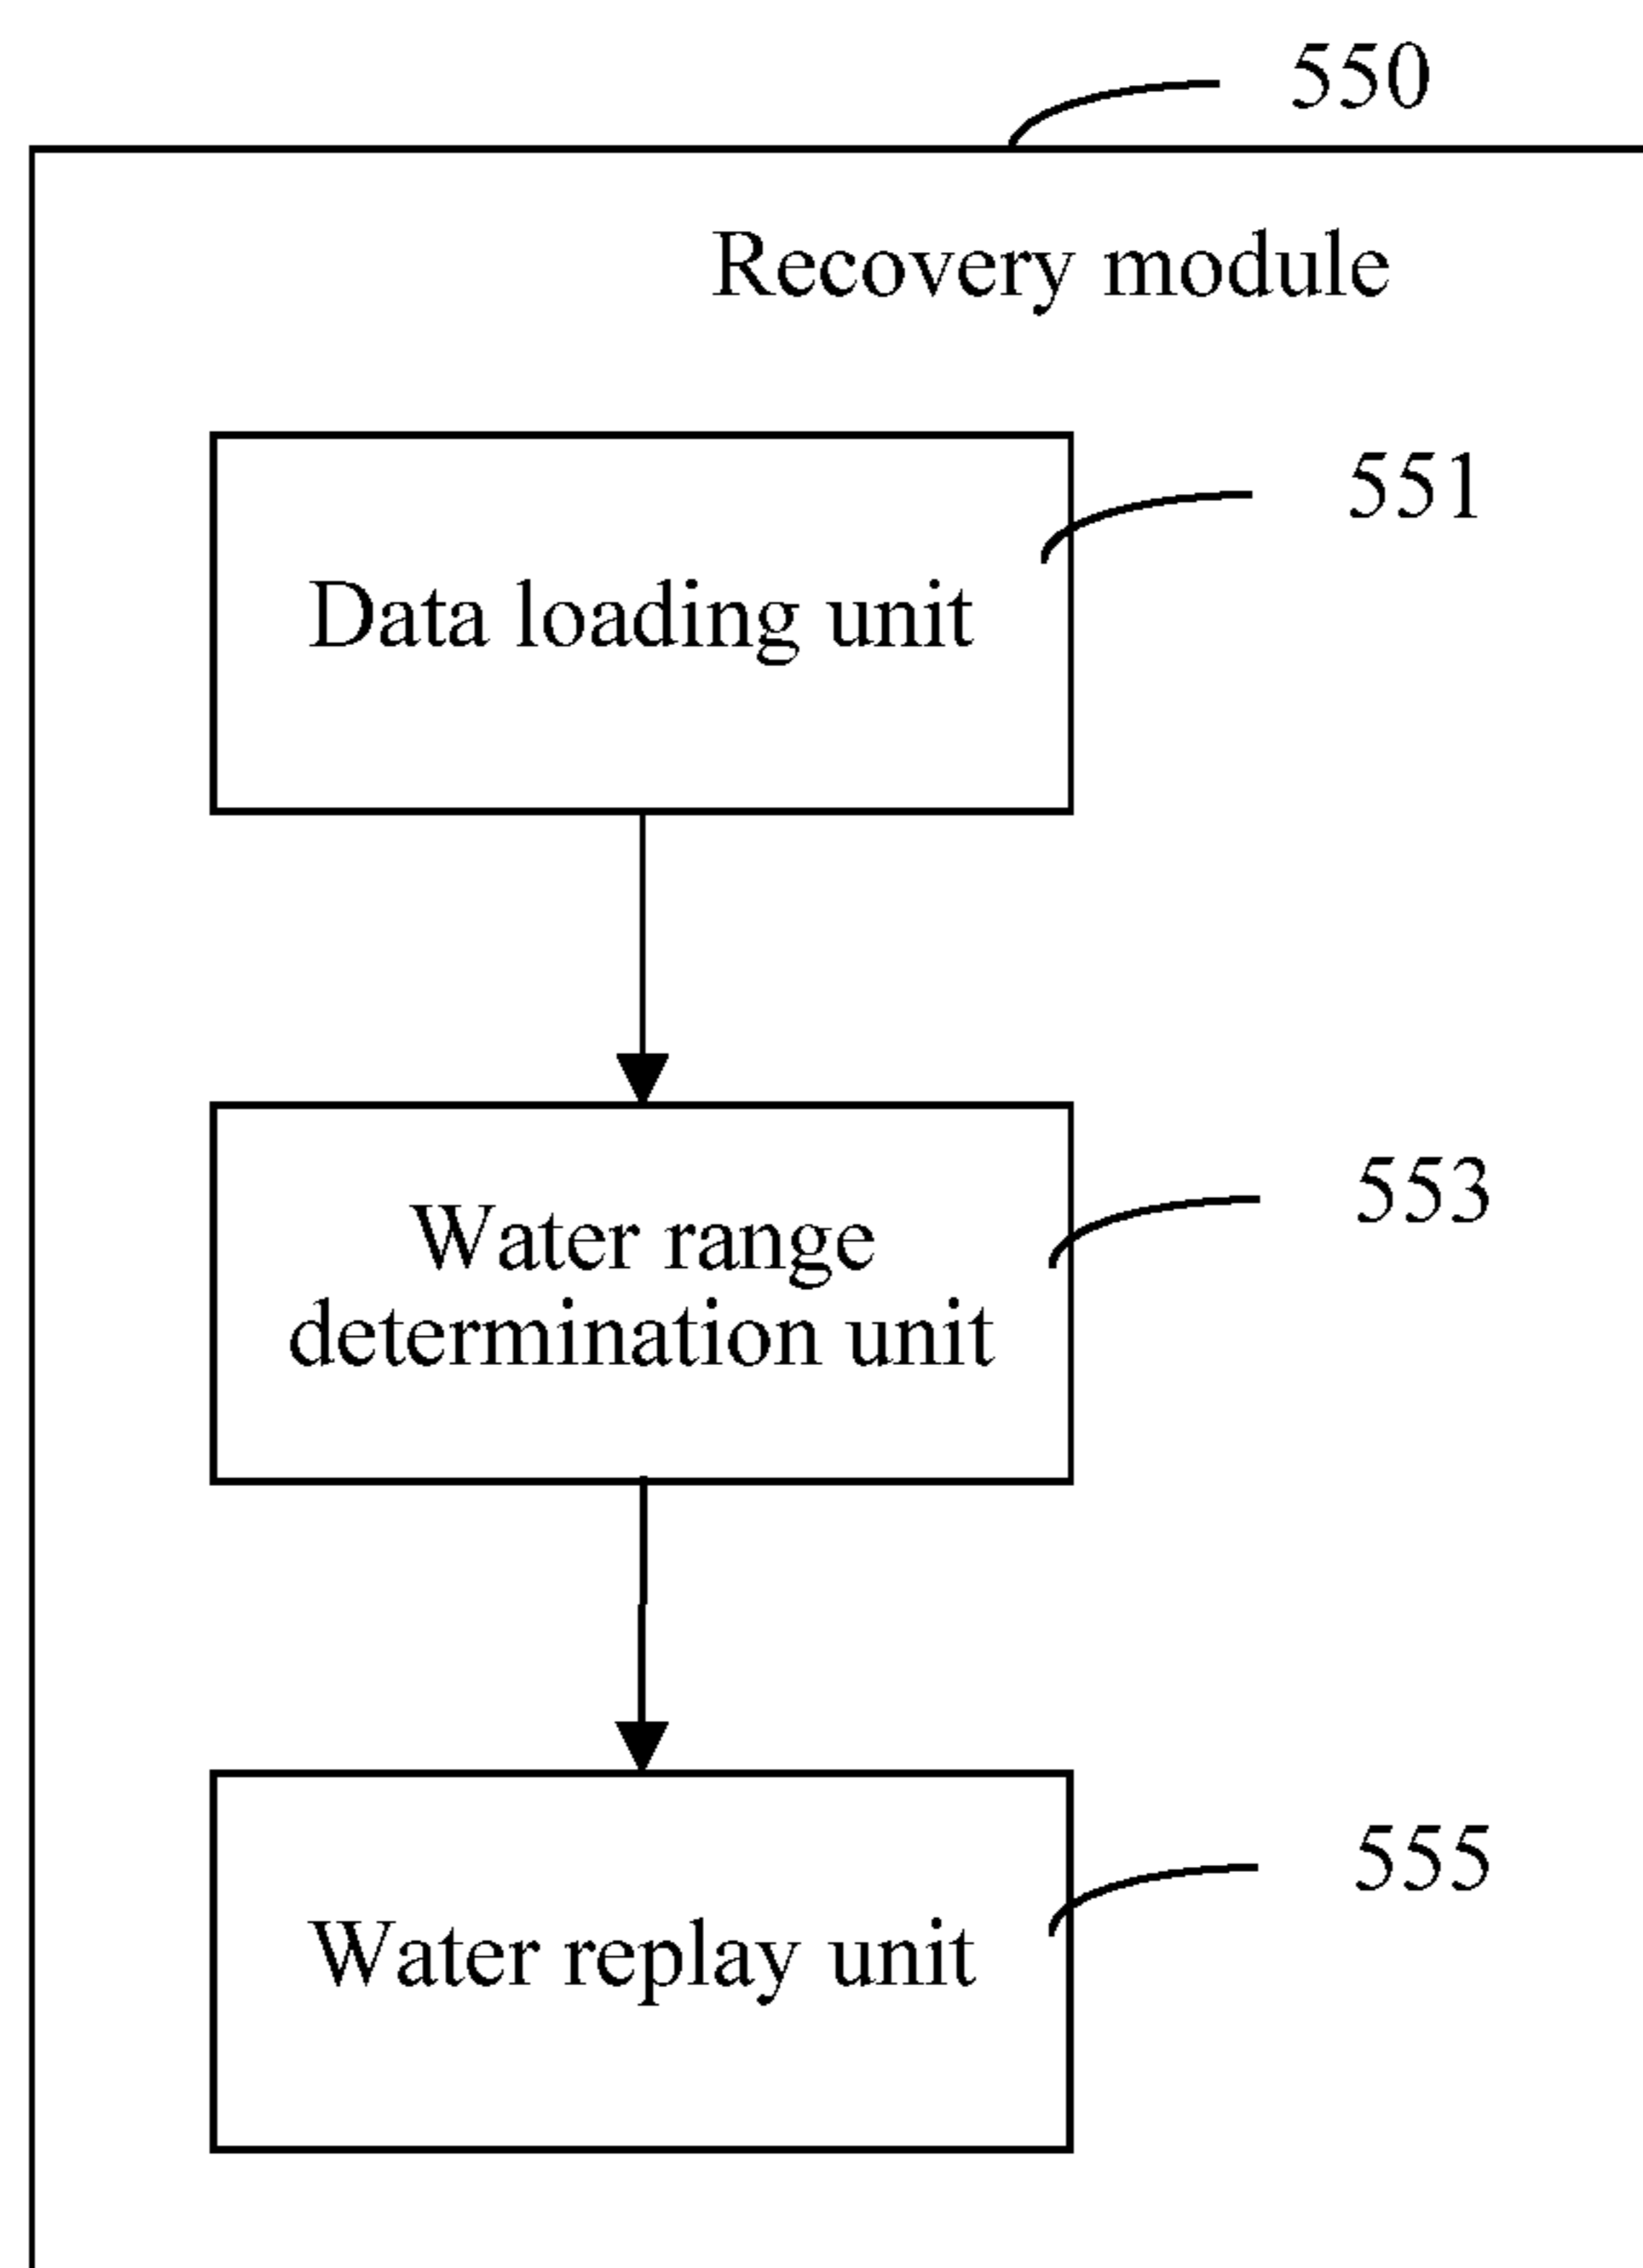 550
Recovery module
551
Data loading unit
553
Water range
determination unit
555
Water replay unit